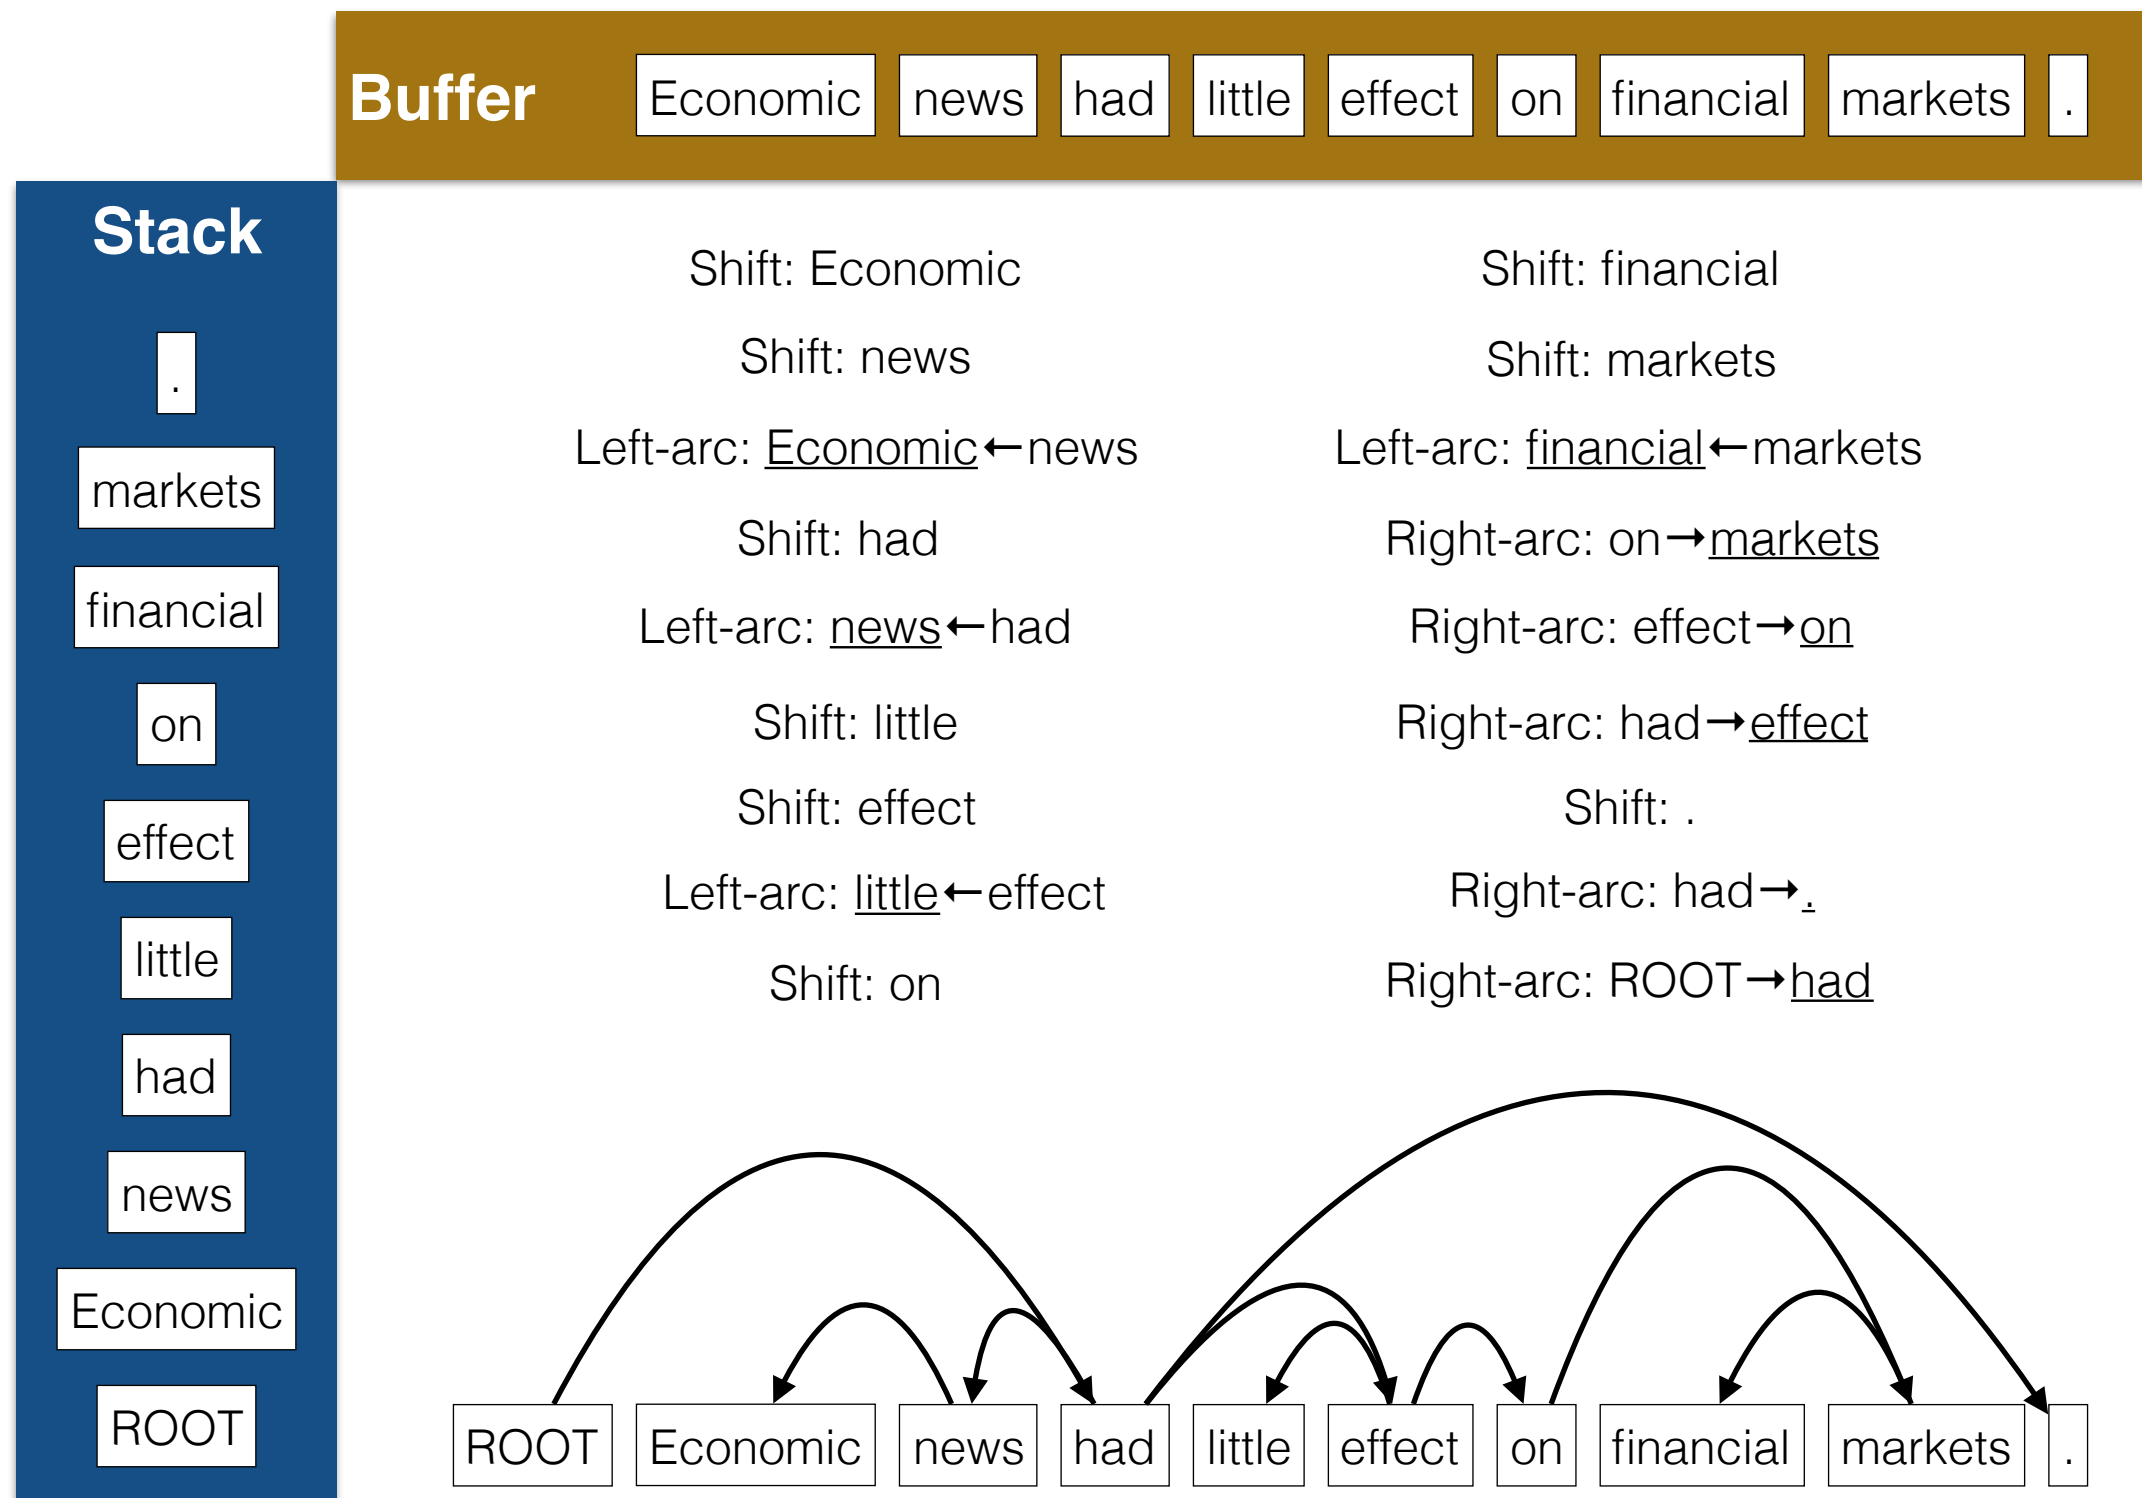 Buffer Economic news had little effect on financial markets .
Stack
.
markets
financial
on
effect
little
had
news
Economic
ROOT
Shift: Economic
Shift: news
Left-arc: Economic←news
Shift: had
Left-arc: news←had
Shift: little
Shift: effect
Left-arc: little←effect
Shift: on
Shift: financial
Shift: markets
Left-arc: financial←markets
Right-arc: on→markets
Right-arc: effect→on
Right-arc: had→effect
Shift: .
Right-arc: had→.
Right-arc: ROOT→had
ROOT Economic news had little effect on financial markets .